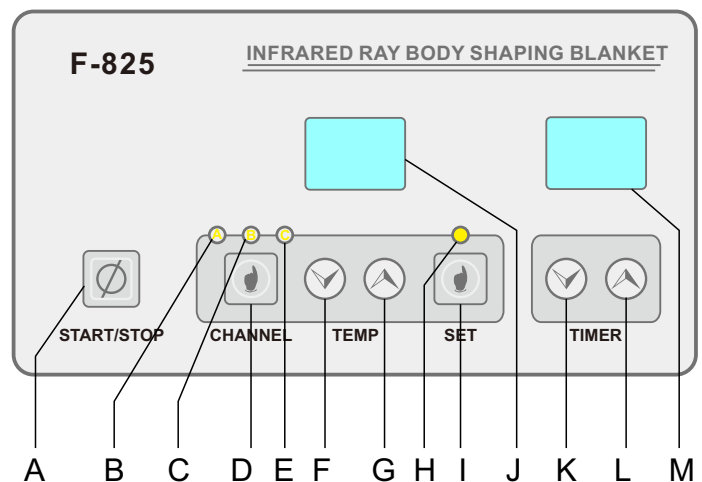 F-825
INFRARED RAY BODY SHAPING BLANKET
A B C
START/STOP CHANNEL TEMP SET TIMER
A B C D E F G H I J K L M